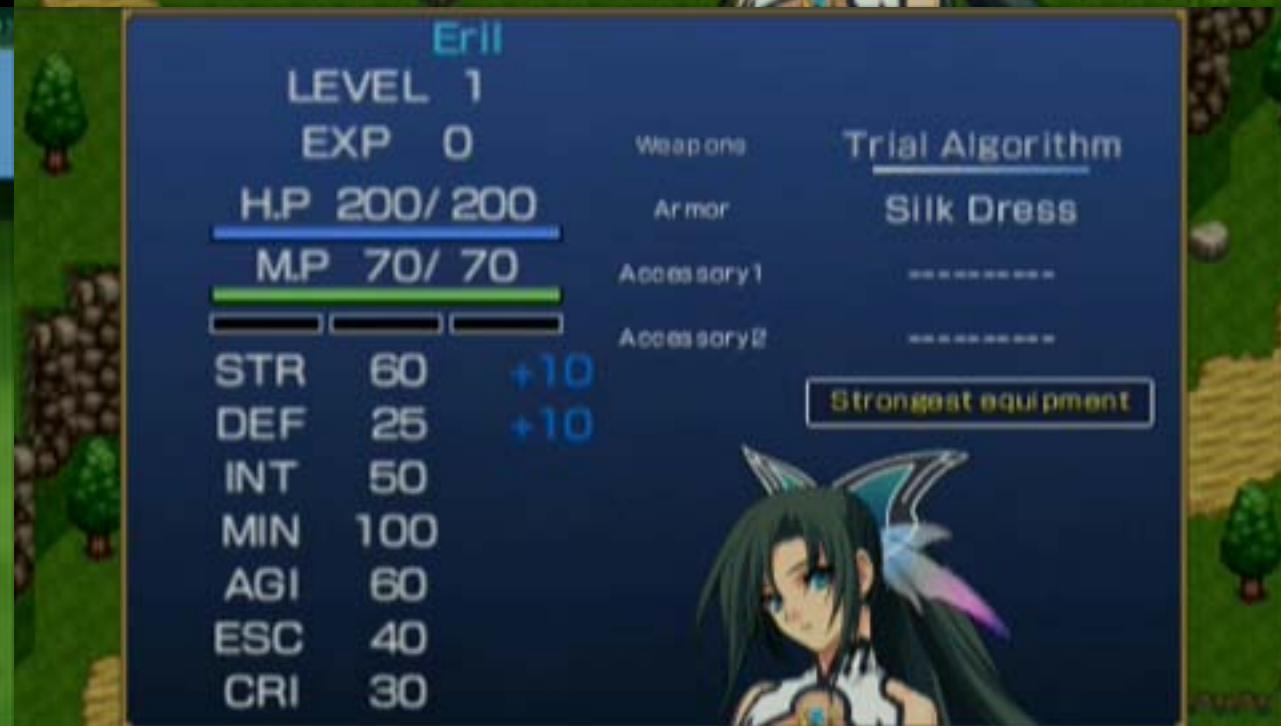 Eril
LEVEL 1
EXP 0
H.P 200/200
M.P 70/ 70
STR 60 +10
DEF 25 +10
INT 50
MIN 100
AGI 60
ESC 40
CRI 30
Weapons Trial Algorithm
Armor Silk Dress
Accessory1 ----------
Accessory2 ----------
Strongest equipment